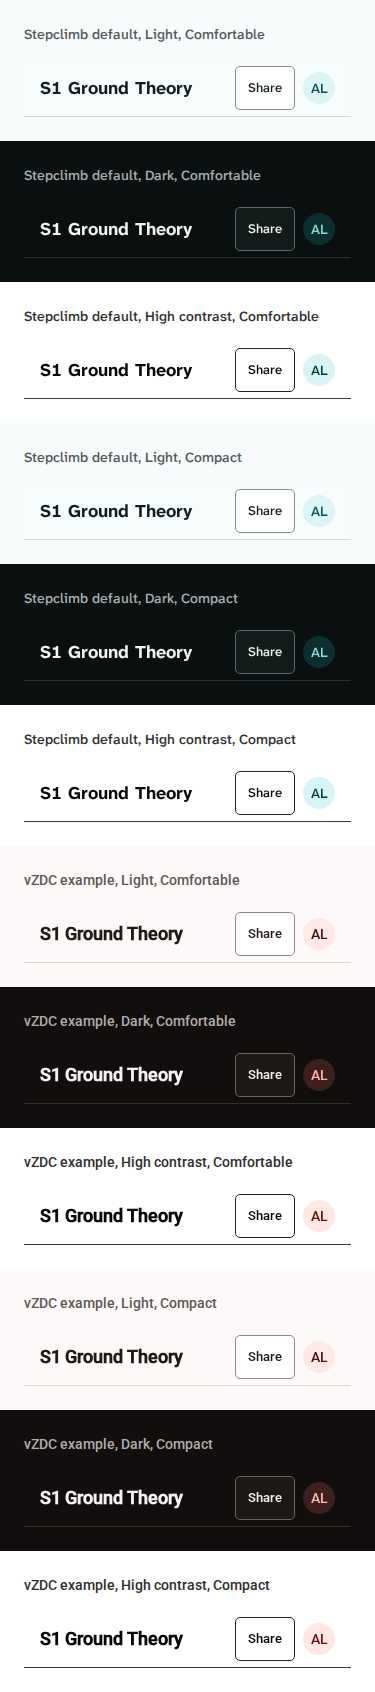 Stepclimb default, Light, Comfortable
S1 Ground Theory Share AL
Stepclimb default, Dark, Comfortable
S1 Ground Theory Share AL
Stepclimb default, High contrast, Comfortable
S1 Ground Theory Share AL
Stepclimb default, Light, Compact
S1 Ground Theory Share AL
Stepclimb default, Dark, Compact
S1 Ground Theory Share AL
Stepclimb default, High contrast, Compact
S1 Ground Theory Share AL
vZDC example, Light, Comfortable
S1 Ground Theory Share AL
vZDC example, Dark, Comfortable
S1 Ground Theory Share AL
vZDC example, High contrast, Comfortable
S1 Ground Theory Share AL
vZDC example, Light, Compact
S1 Ground Theory Share AL
vZDC example, Dark, Compact
S1 Ground Theory Share AL
vZDC example, High contrast, Compact
S1 Ground Theory Share AL